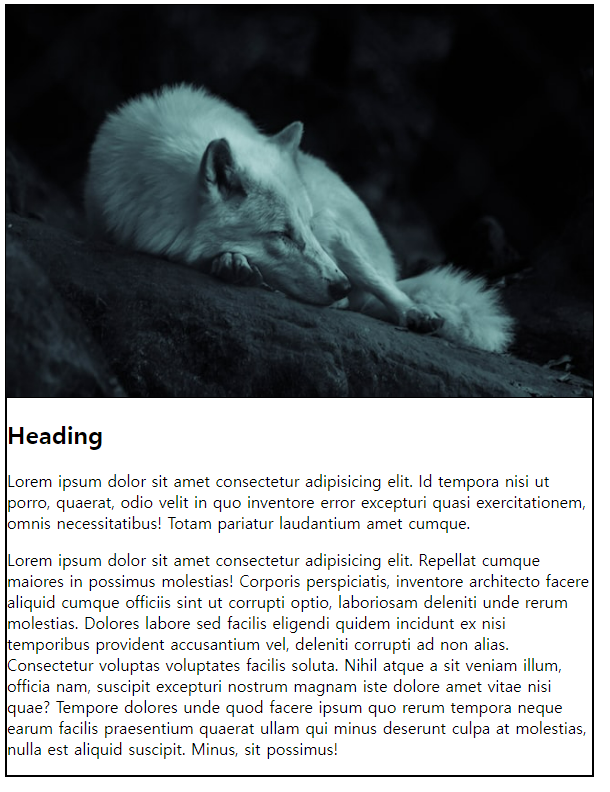 Heading
Lorem ipsum dolor sit amet consectetur adipisicing elit. Id tempora nisi ut
porro, quaerat, odio velit in quo inventore error excepturi quasi exercitationem,
omnis necessitatibus! Totam pariatur laudantium amet cumque.
Lorem ipsum dolor sit amet consectetur adipisicing elit. Repellat cumque
maiores in possimus molestias! Corporis perspiciatis, inventore architecto facere
aliquid cumque officiis sint ut corrupti optio, laboriosam deleniti unde rerum
molestias. Dolores labore sed facilis eligendi quidem incidunt ex nisi
temporibus provident accusantium vel, deleniti corrupti ad non alias.
Consectetur voluptas voluptates facilis soluta. Nihil atque a sit veniam illum,
officia nam, suscipit excepturi nostrum magnam iste dolore amet vitae nisi
quae? Tempore dolores unde quod facere ipsum quo rerum tempora neque
earum facilis praesentium quaerat ullam qui minus deserunt culpa at molestias,
nulla est aliquid suscipit. Minus, sit possimus!